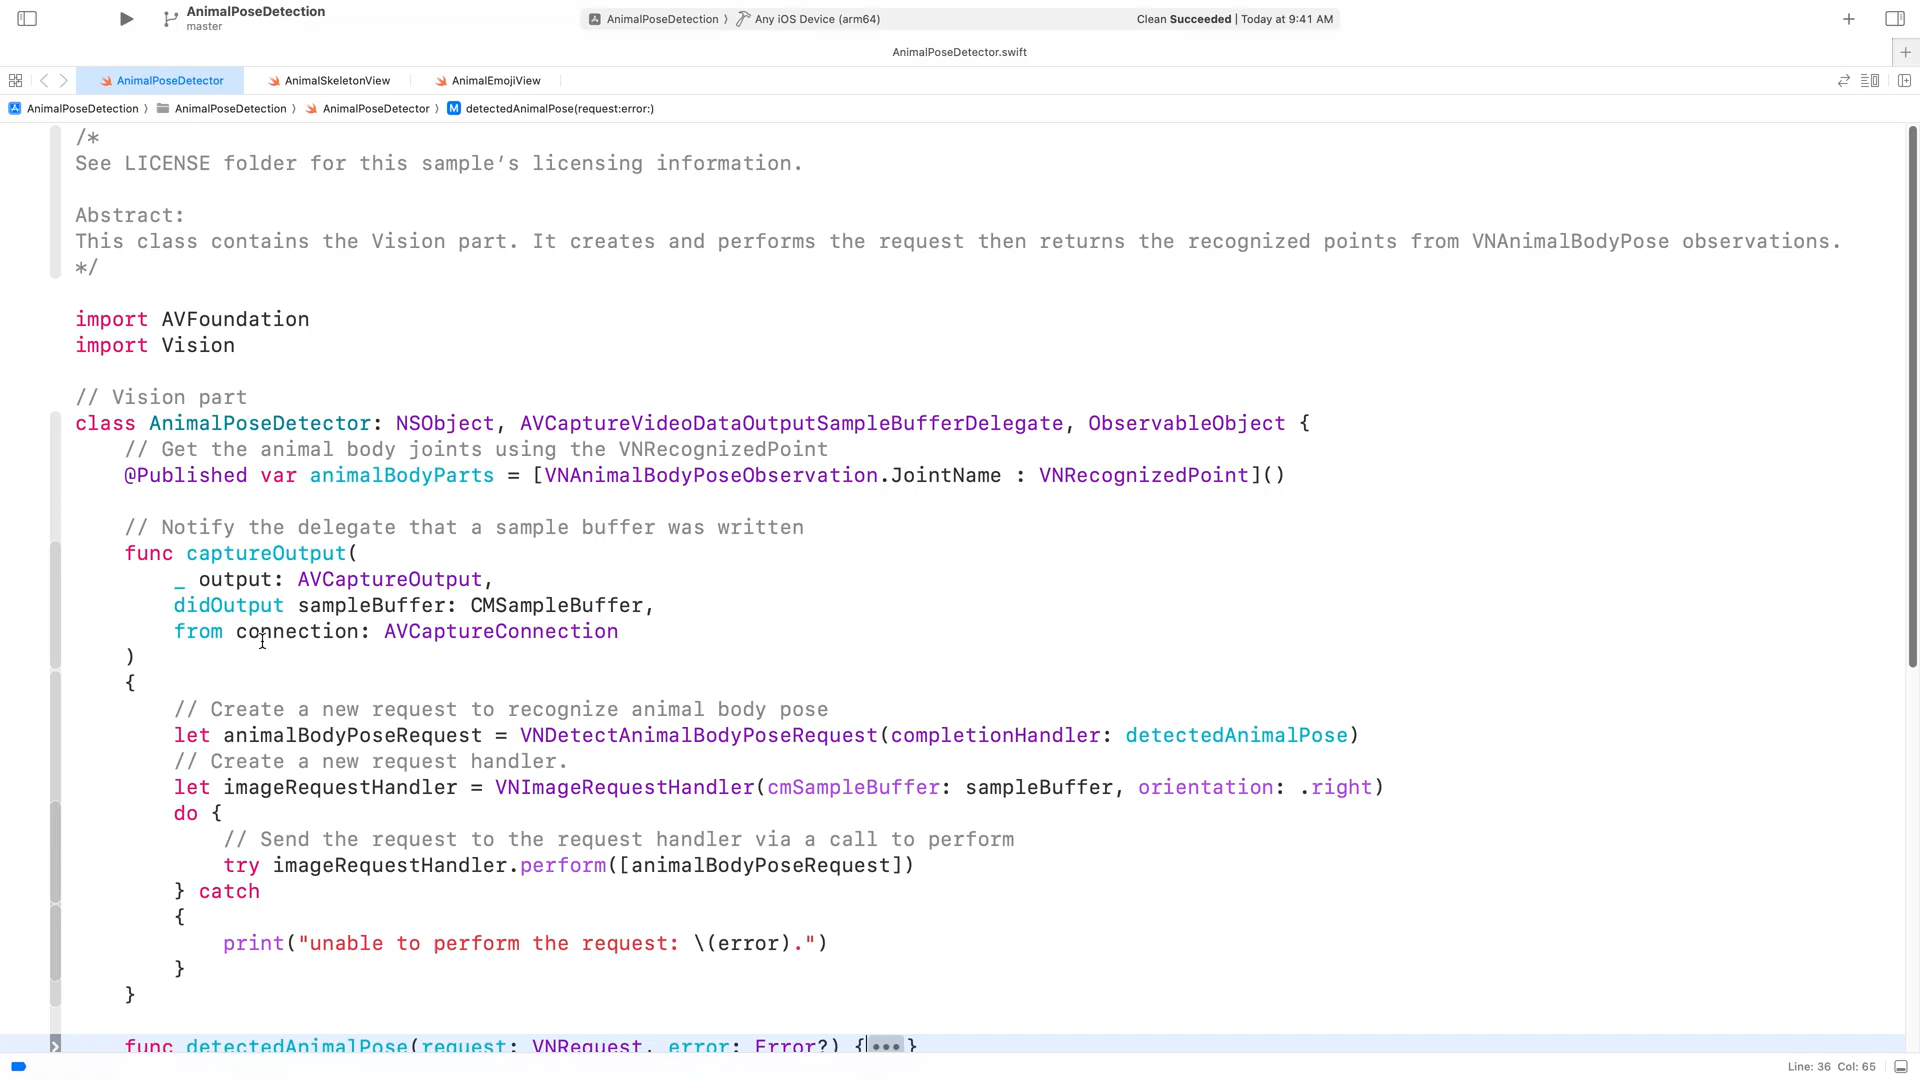 AnimalPoseDetection
master
AnimalPoseDetection 〉 Any iOS Device (arm64)
Clean Succeeded | Today at 9:41 AM
AnimalPoseDetector.swift
AnimalPoseDetector AnimalSkeletonView AnimalEmojiView
AnimalPoseDetection 〉 AnimalPoseDetection 〉 AnimalPoseDetector 〉 M detectedAnimalPose(request:error:)
/*
See LICENSE folder for this sample’s licensing information.
Abstract:
This class contains the Vision part. It creates and performs the request then returns the recognized points from VNAnimalBodyPose observations.
*/
import AVFoundation
import Vision
// Vision part
class AnimalPoseDetector: NSObject, AVCaptureVideoDataOutputSampleBufferDelegate, ObservableObject {
// Get the animal body joints using the VNRecognizedPoint
@Published var animalBodyParts = [VNAnimalBodyPoseObservation.JointName : VNRecognizedPoint]()
// Notify the delegate that a sample buffer was written
func captureOutput(
_ output: AVCaptureOutput,
didOutput sampleBuffer: CMSampleBuffer,
from connection: AVCaptureConnection
)
{
// Create a new request to recognize animal body pose
let animalBodyPoseRequest = VNDetectAnimalBodyPoseRequest(completionHandler: detectedAnimalPose)
// Create a new request handler.
let imageRequestHandler = VNImageRequestHandler(cmSampleBuffer: sampleBuffer, orientation: .right)
do {
// Send the request to the request handler via a call to perform
try imageRequestHandler.perform([animalBodyPoseRequest])
} catch
{
print("unable to perform the request: \(error).")
}
}
func detectedAnimalPose(request: VNRequest, error: Error?) {•••}
Line: 36 Col: 65